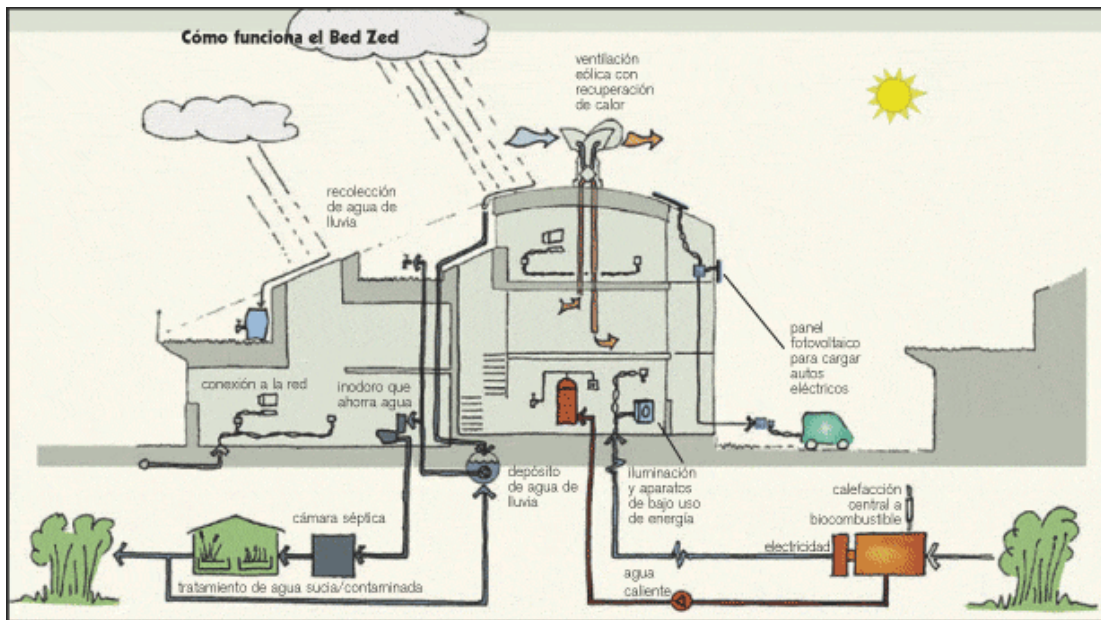 Cómo funciona el Bed Zed
ventilación
eólica con
recuperación
de calor
recolección
de agua de
lluvia
panel
fotovoltaico
para cargar
autos
eléctricos
conexión a la red
inodoro que
ahorra agua
depósito
de agua de
lluvia
iluminación
y aparatos
de bajo uso
de energía
calefacción
central a
biocombustible
cámara séptica
electricidad
tratamiento de agua sucia/contaminada
agua
caliente